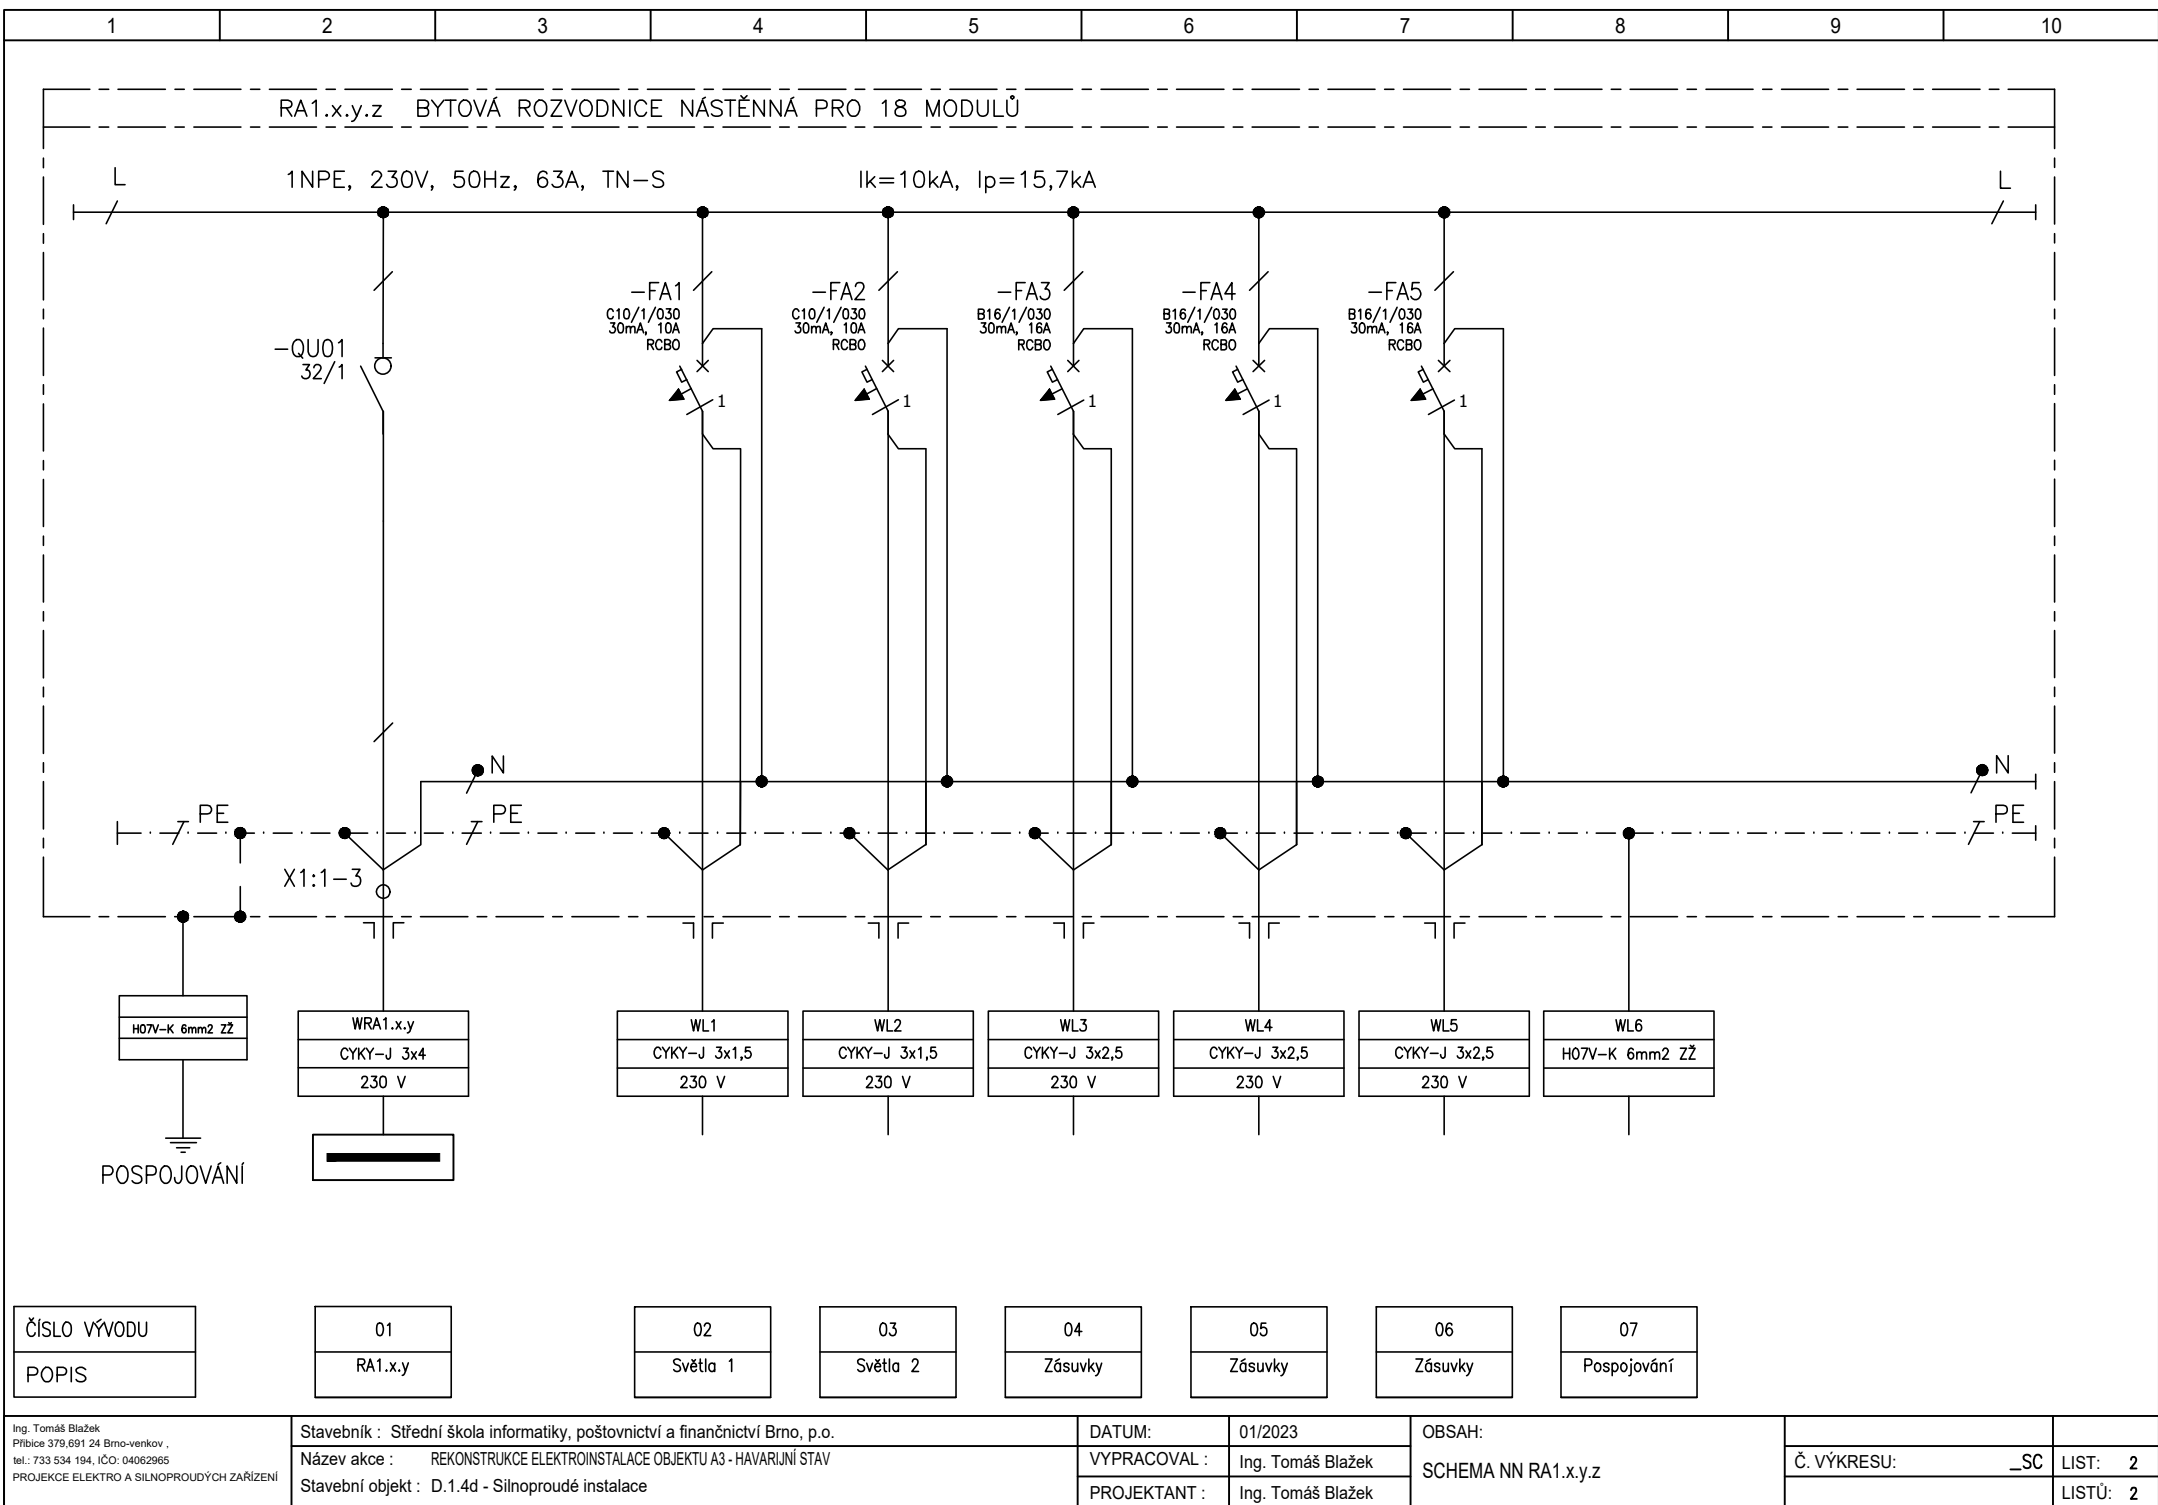 1 2 3 4 5 6 7 8 9 10
RA1.x.y.z BYTOVÁ ROZVODNICE NÁSTĚNNÁ PRO 18 MODULŮ
L 1NPE, 230V, 50Hz, 63A, TN-S Ik=10kA, Ip=15,7kA L
-FA1 -FA2 -FA3 -FA4 -FA5
C10/1/030 C10/1/030 B16/1/030 B16/1/030 B16/1/030
30mA, 10A 30mA, 10A 30mA, 16A 30mA, 16A 30mA, 16A
RCBO RCBO RCBO RCBO RCBO
-QU01
32/1
1 1 1 1 1
N N
PE PE PE
X1:1-3
H07V-K 6mm2 ZŽ
WRA1.x.y WL1 WL2 WL3 WL4 WL5 WL6
CYKY-J 3x4 CYKY-J 3x1,5 CYKY-J 3x1,5 CYKY-J 3x2,5 CYKY-J 3x2,5 CYKY-J 3x2,5 H07V-K 6mm2 ZŽ
230 V 230 V 230 V 230 V 230 V 230 V
POSPOJOVÁNÍ
ČÍSLO VÝVODU 01 02 03 04 05 06 07
POPIS RA1.x.y Světla 1 Světla 2 Zásuvky Zásuvky Zásuvky Pospojování
Ing. Tomáš Blažek
Přibice 379,691 24 Brno-venkov ,
tel.: 733 534 194, IČO: 04062965
PROJEKCE ELEKTRO A SILNOPROUDÝCH ZAŘÍZENÍ
Stavebník : Střední škola informatiky, poštovnictví a finančnictví Brno, p.o.
Název akce : REKONSTRUKCE ELEKTROINSTALACE OBJEKTU A3 - HAVARIJNÍ STAV
Stavební objekt : D.1.4d - Silnoproudé instalace
DATUM: 01/2023
VYPRACOVAL : Ing. Tomáš Blažek
PROJEKTANT : Ing. Tomáš Blažek
OBSAH:
SCHEMA NN RA1.x.y.z
Č. VÝKRESU: _SC
LIST: 2
LISTŮ: 2